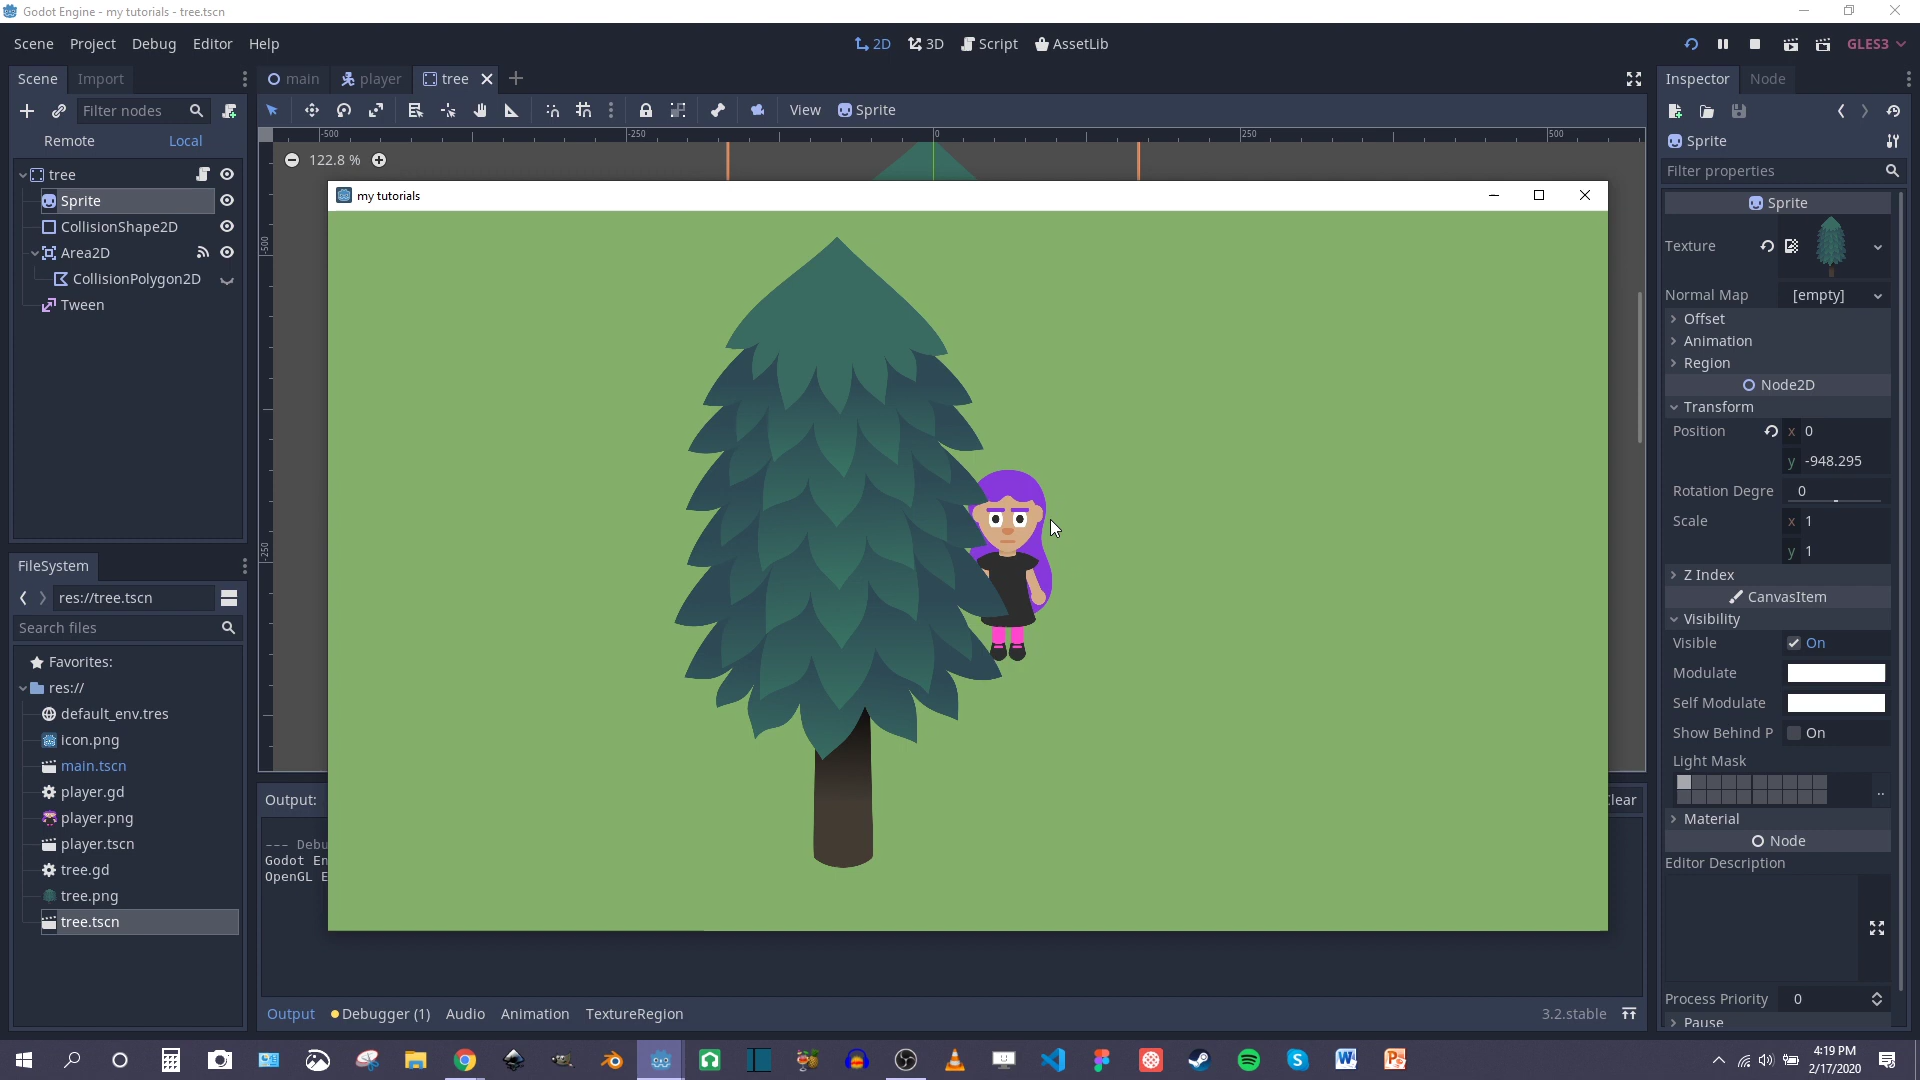 Godot Engine - my tutorials - tree.tscn
Scene Project Debug Editor Help
2D 3D Script AssetLib
GLES3
Scene Import
main player tree
Inspector Node
Filter nodes
View Sprite
Remote Local
-500 -250 0 250 500
Sprite
122.8 %
Filter properties
tree
Sprite
CollisionShape2D
Area2D
CollisionPolygon2D
Tween
-500
-250
my tutorials
Sprite
Texture
Normal Map [empty]
Offset
Animation
Region
Node2D
Transform
Position x 0
y -948.295
Rotation Degre 0
Scale x 1
y 1
Z Index
CanvasItem
Visibility
Visible On
Modulate
Self Modulate
Show Behind P On
Light Mask
..
Material
Node
Editor Description
Process Priority 0
Pause
FileSystem
res://tree.tscn
Search files
Favorites:
res://
default_env.tres
icon.png
main.tscn
player.gd
player.png
player.tscn
tree.gd
tree.png
tree.tscn
Output:
Clear
--- Debu
Godot En
OpenGL E
Output Debugger (1) Audio Animation TextureRegion
3.2.stable
4:19 PM
2/17/2020